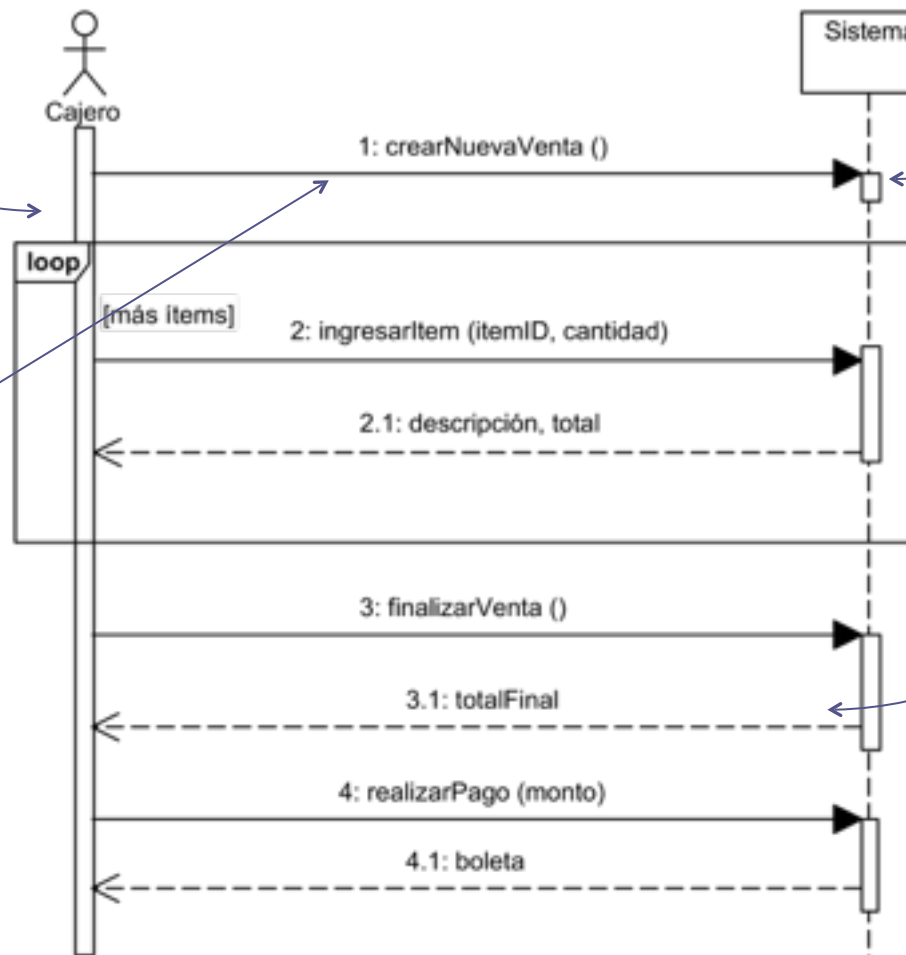 Sistema
Cajero
1: crearNuevaVenta ()
loop
[más ítems]
2: ingresarItem (itemID, cantidad)
2.1: descripción, total
3: finalizarVenta ()
3.1: totalFinal
4: realizarPago (monto)
4.1: boleta